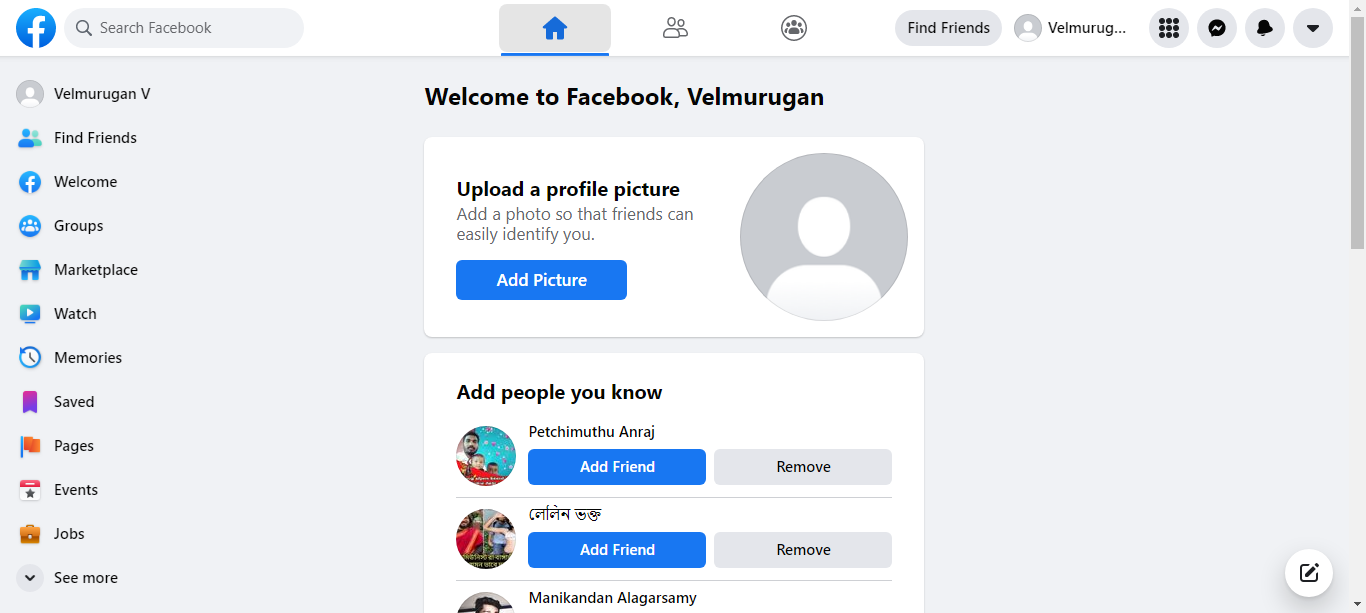 Search Facebook
Find Friends
Velmurug...
Velmurugan V
Find Friends
Welcome
Groups
Marketplace
Watch
Memories
Saved
Pages
Events
Jobs
See more
Welcome to Facebook, Velmurugan
Upload a profile picture
Add a photo so that friends can
easily identify you.
Add Picture
Add people you know
Petchimuthu Anraj
Add Friend
Remove
লেলিন ভক্ত
Add Friend
Remove
Manikandan Alagarsamy